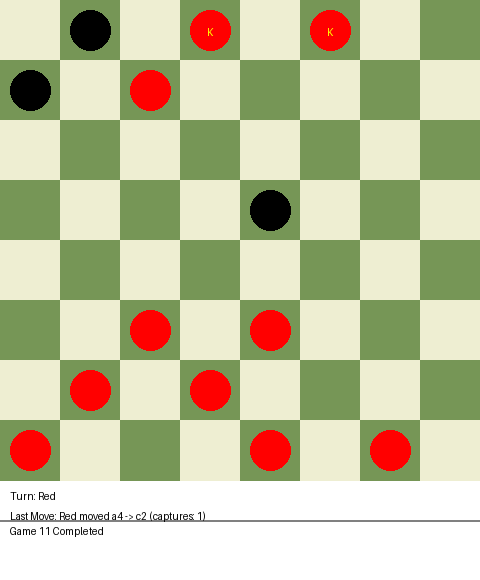 K K
Turn: Red
Last Move: Red moved a4 -> c2 (captures: 1)
Game 11 Completed